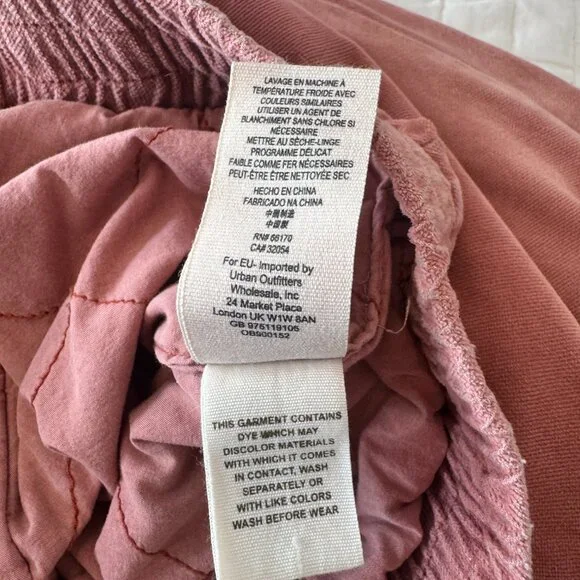 LAVAGE EN MACHINE À
TEMPÉRATURE FROIDE AVEC
COULEURS SIMILAIRES
UTILISER UN AGENT DE
BLANCHIMENT SANS CHLORE SI
NÉCESSAIRE
METTRE AU SÈCHE-LINGE
PROGRAMME DÉLICAT
FAIBLE COMME FER NÉCESSAIRES
PEUT-ÊTRE ÊTRE NETTOYÉE SEC
HECHO EN CHINA
FABRICADO NA CHINA
中國制造
中国製
RN# 66170
CA# 32054
For EU- Imported by
Urban Outfitters
Wholesale, Inc
24 Market Place
London UK W1W 8AN
GB 975119105
OB900152
THIS GARMENT CONTAINS
DYE WHICH MAY
DISCOLOR MATERIALS
WITH WHICH IT COMES
IN CONTACT, WASH
SEPARATELY OR
WITH LIKE COLORS
WASH BEFORE WEAR